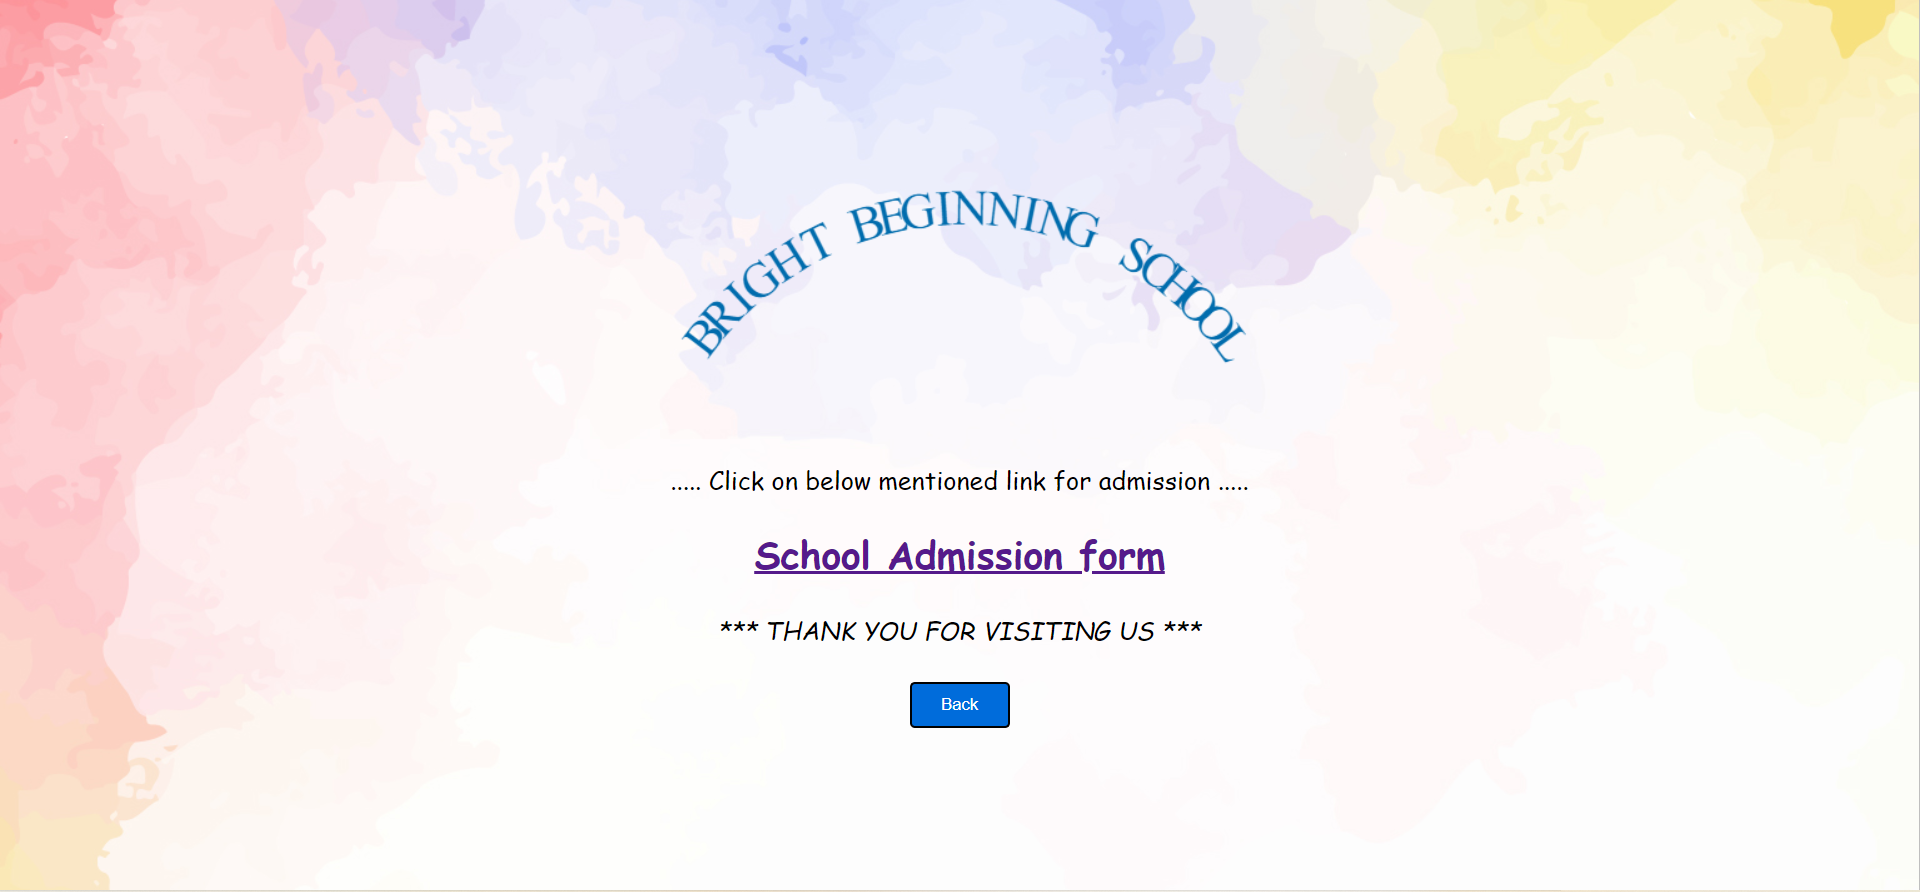 BRIGHT BEGINNING SCHOOL
..... Click on below mentioned link for admission .....
School Admission form
*** THANK YOU FOR VISITING US ***
Back